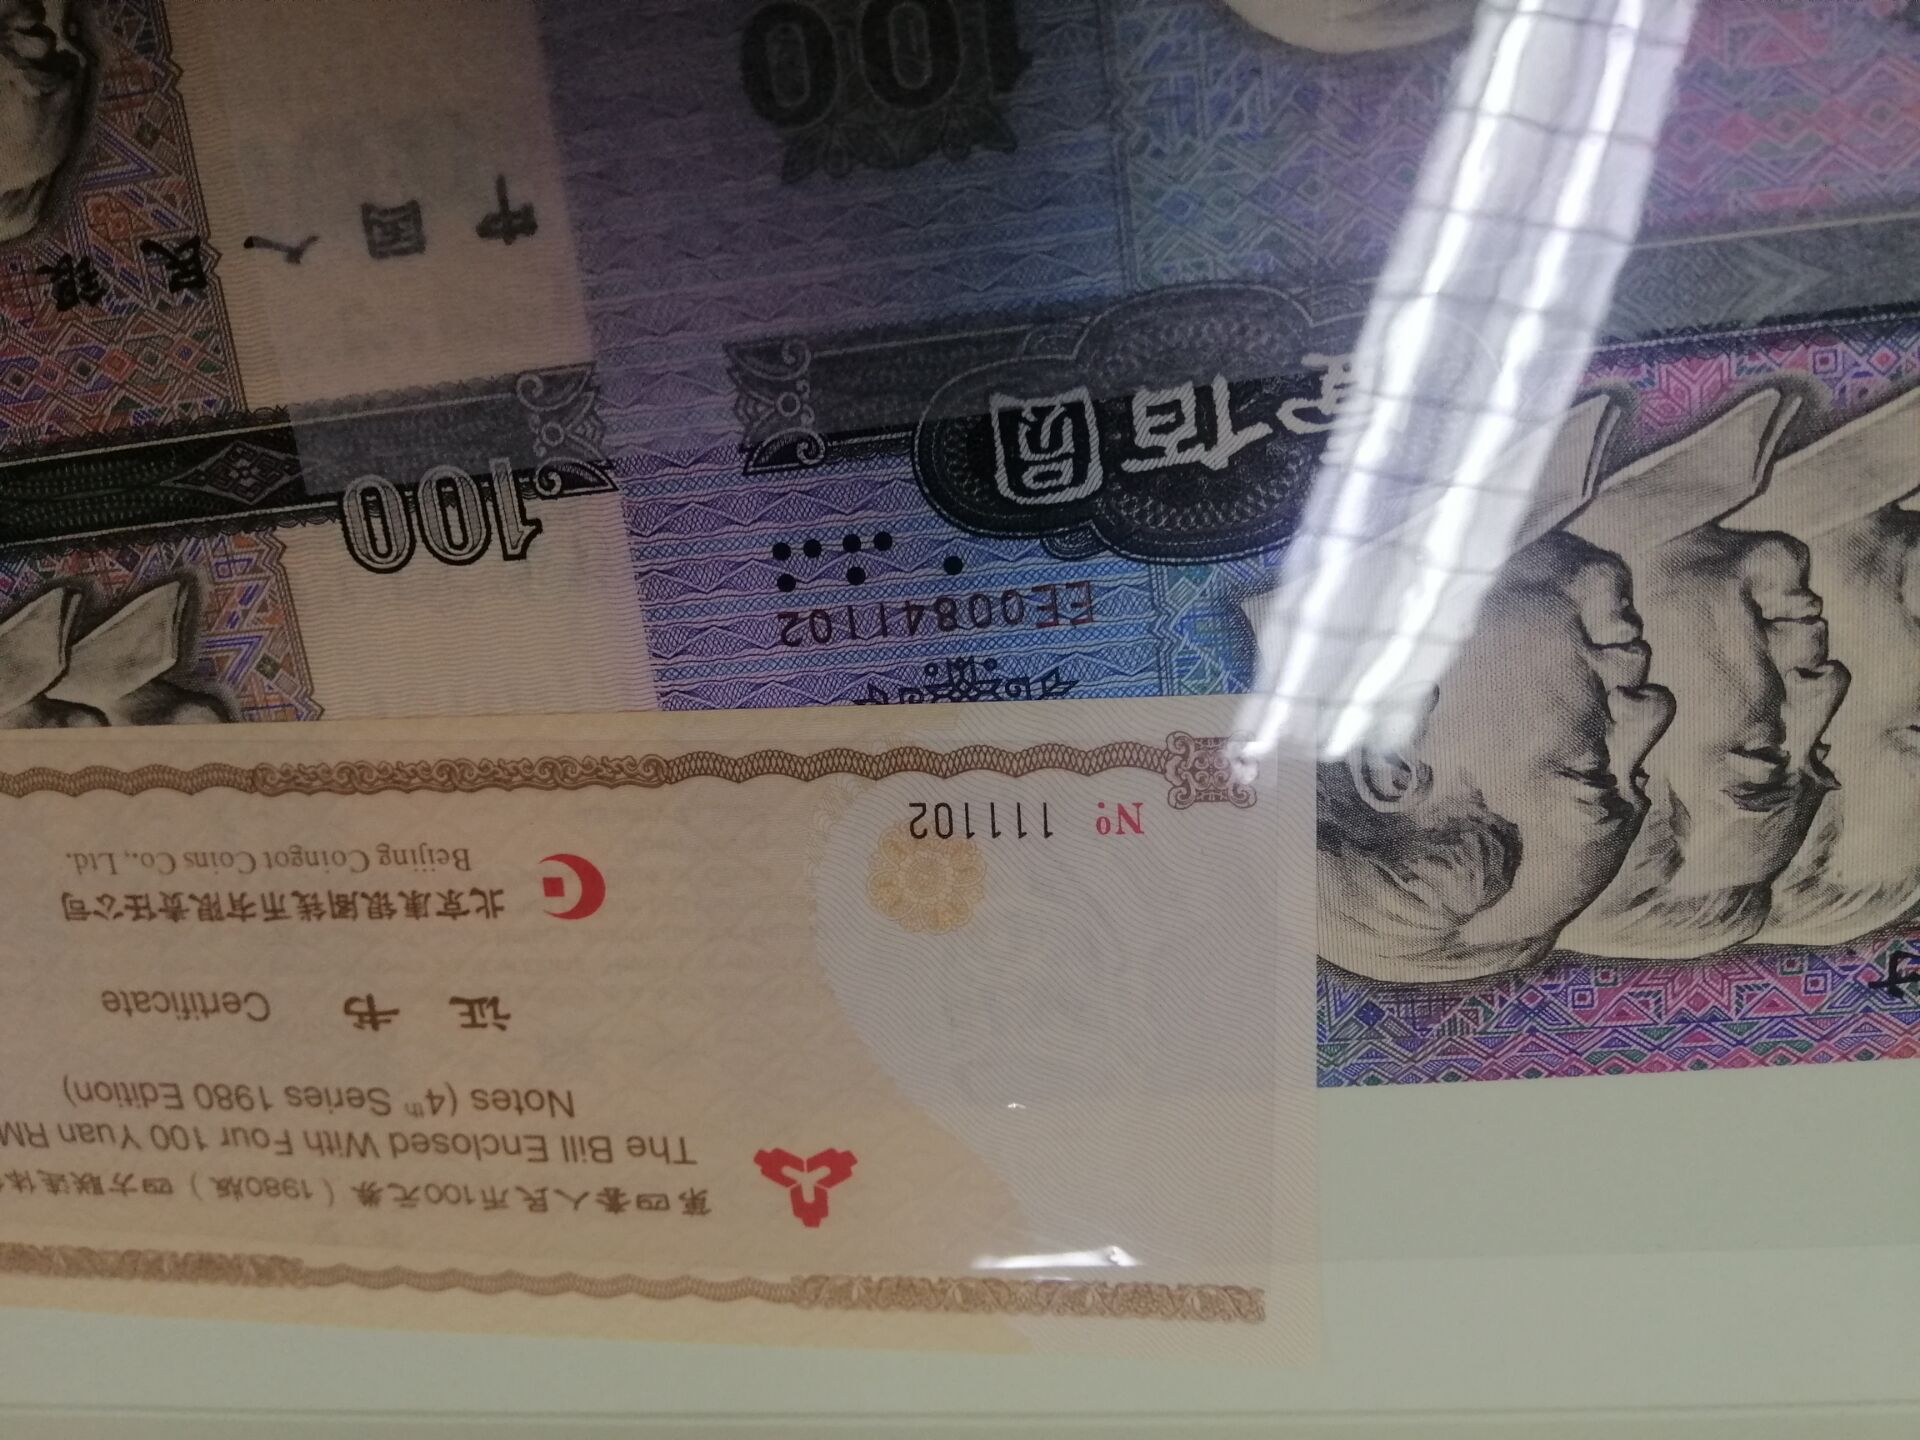 第四套人民币100元券（1980版）四方联连体
The Bill Enclosed With Four 100 Yuan RM
Notes (4th Series 1980 Edition)
证 书 Certificate
北京康银阁钱币有限责任公司
Beijing Coingot Coins Co., Ltd.
№ 111102
EE00841102
壹佰圆
100
中国人民银
100